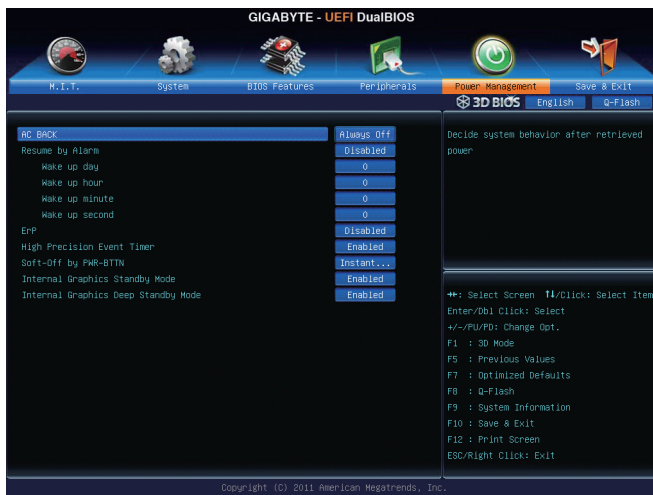 GIGABYTE - UEFI DualBIOS
M.I.T. System BIOS Features Peripherals Power Management Save & Exit
3D BIOS English Q-Flash
AC BACK Always Off
Resume by Alarm Disabled
Wake up day 0
Wake up hour 0
Wake up minute 0
Wake up second 0
ErP Disabled
High Precision Event Timer Enabled
Soft-Off by PWR-BTTN Instant...
Internal Graphics Standby Mode Enabled
Internal Graphics Deep Standby Mode Enabled
Decide system behavior after retrieved
power
→←: Select Screen ↑↓/Click: Select Item
Enter/Dbl Click: Select
+/-/PU/PD: Change Opt.
F1 : 3D Mode
F5 : Previous Values
F7 : Optimized Defaults
F8 : Q-Flash
F9 : System Information
F10 : Save & Exit
F12 : Print Screen
ESC/Right Click: Exit
Copyright (C) 2011 American Megatrends, Inc.